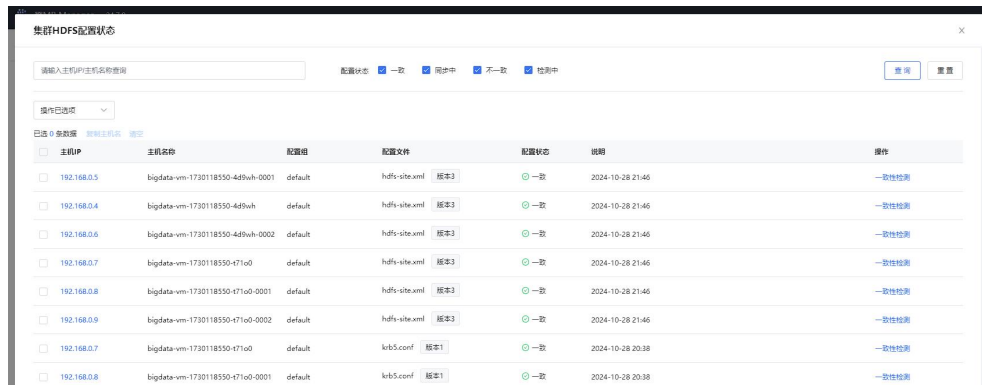 集群HDFS配置状态
请输入主机IP/主机名称查询 配置状态 一致 同步中 不一致 检测中 查询 重置
操作已选项
已选 0 条数据 复制主机名 清空
主机IP 主机名称 配置组 配置文件 配置状态 说明 操作
192.168.0.5 bigdata-vm-1730118550-4d9wh-0001 default hdfs-site.xml 版本3 一致 2024-10-28 21:46 一致性检测
192.168.0.4 bigdata-vm-1730118550-4d9wh default hdfs-site.xml 版本3 一致 2024-10-28 21:46 一致性检测
192.168.0.6 bigdata-vm-1730118550-4d9wh-0002 default hdfs-site.xml 版本3 一致 2024-10-28 21:46 一致性检测
192.168.0.7 bigdata-vm-1730118550-t71o0 default hdfs-site.xml 版本3 一致 2024-10-28 21:46 一致性检测
192.168.0.8 bigdata-vm-1730118550-t71o0-0001 default hdfs-site.xml 版本3 一致 2024-10-28 21:46 一致性检测
192.168.0.9 bigdata-vm-1730118550-t71o0-0002 default hdfs-site.xml 版本3 一致 2024-10-28 21:46 一致性检测
192.168.0.7 bigdata-vm-1730118550-t71o0 default krb5.conf 版本1 一致 2024-10-28 20:38 一致性检测
192.168.0.8 bigdata-vm-1730118550-t71o0-0001 default krb5.conf 版本1 一致 2024-10-28 20:38 一致性检测